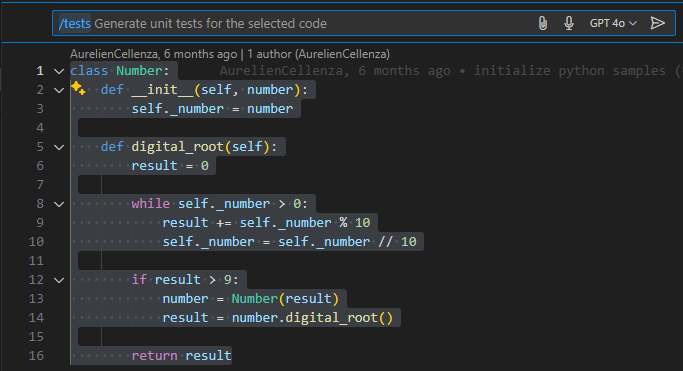 /tests Generate unit tests for the selected code GPT 4o
AurelienCellenza, 6 months ago | 1 author (AurelienCellenza)
1 class Number: AurelienCellenza, 6 months ago • initialize python samples (
2 def __init__(self, number):
3 self._number = number
4
5 def digital_root(self):
6 result = 0
7
8 while self._number > 0:
9 result += self._number % 10
10 self._number = self._number // 10
11
12 if result > 9:
13 number = Number(result)
14 result = number.digital_root()
15
16 return result